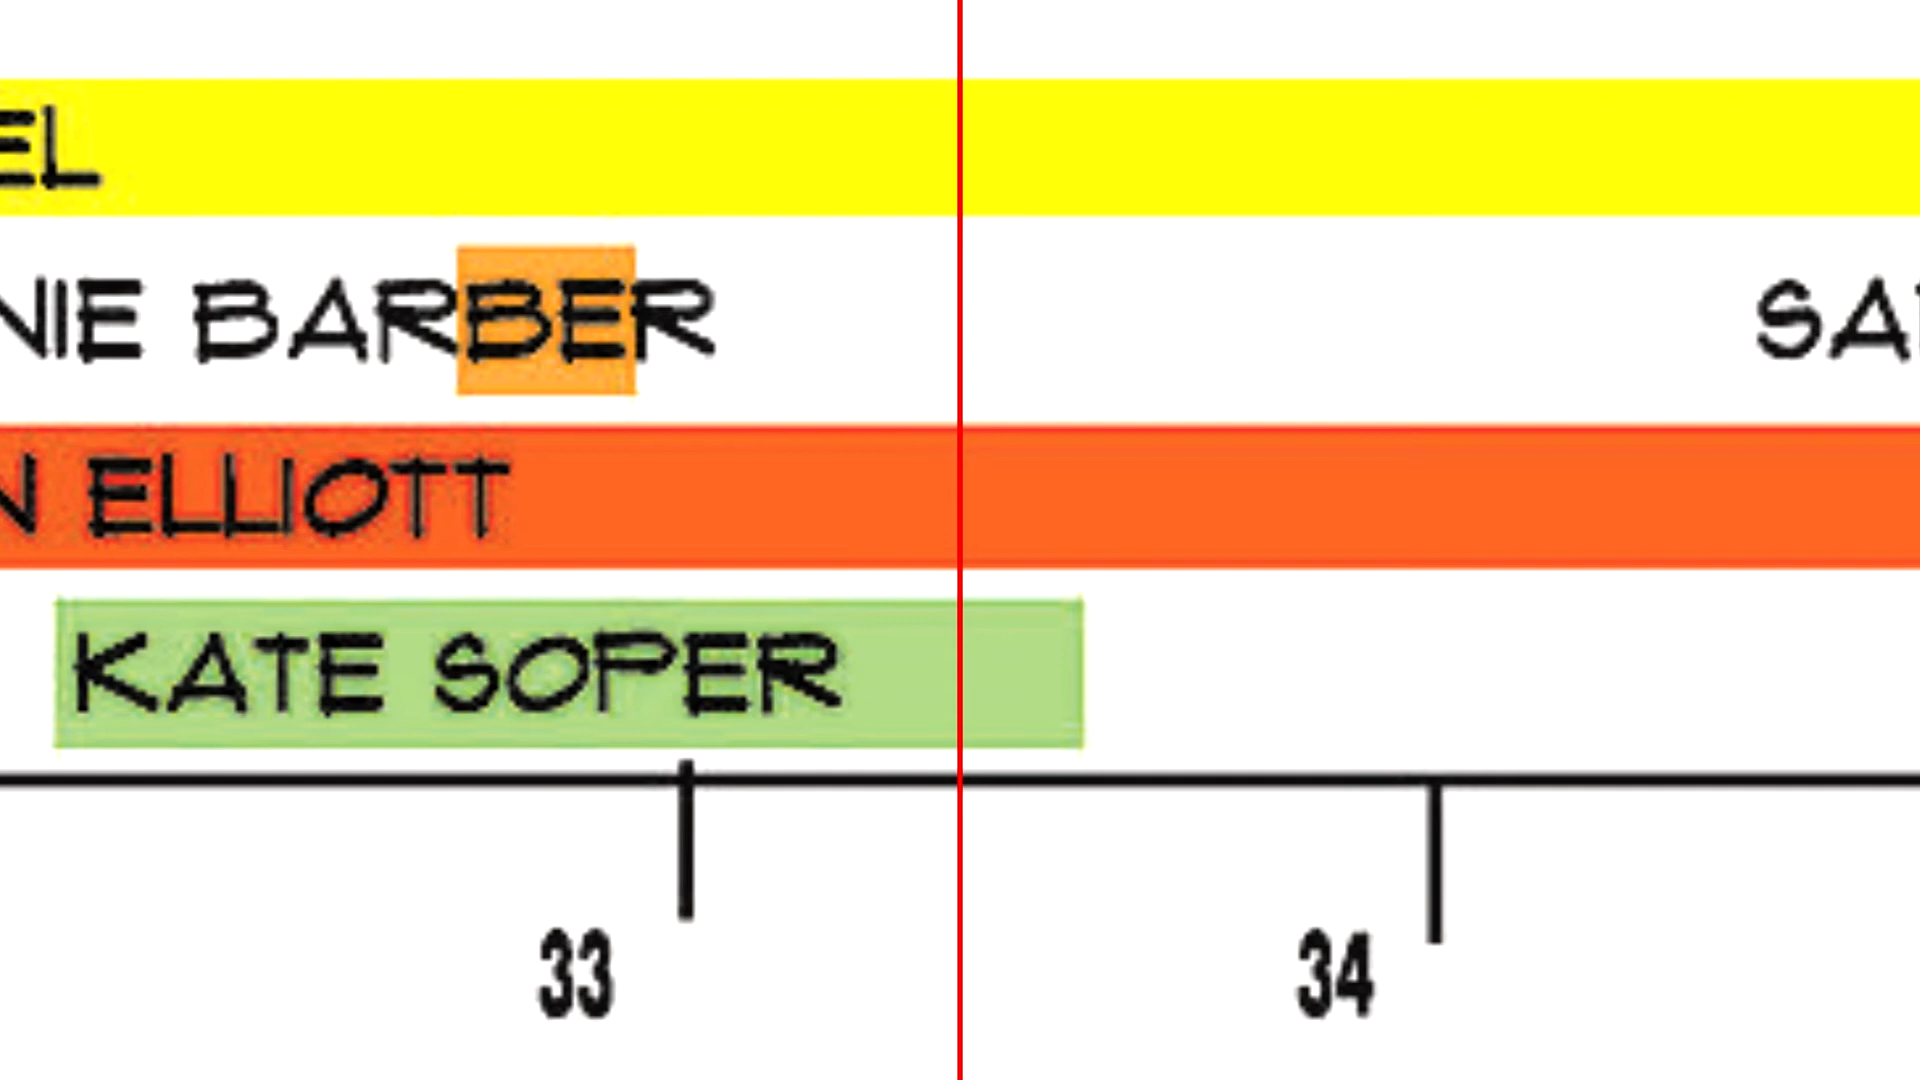 EL
NIE BARBER SA
N ELLIOTT
KATE SOPER
33 34